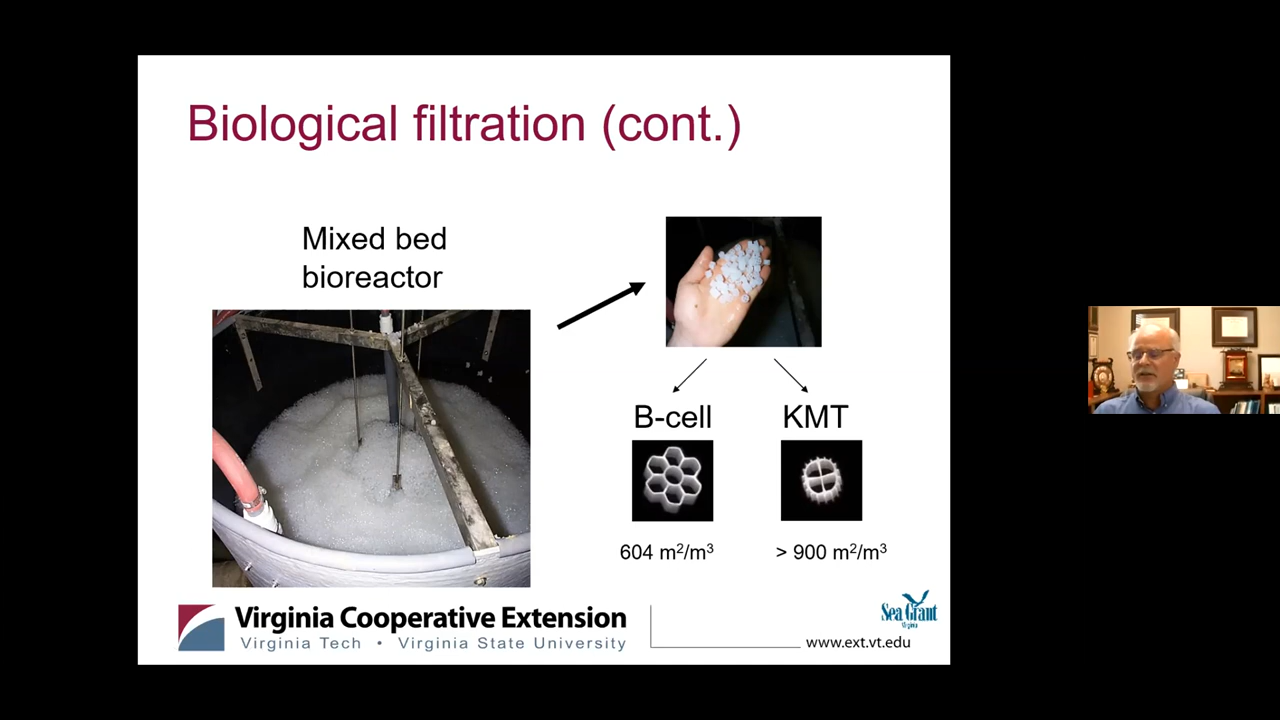 Biological filtration (cont.)
Mixed bed
bioreactor
B-cell
KMT
604 m²/m³
> 900 m²/m³
Virginia Cooperative Extension
Virginia Tech • Virginia State University
Sea Grant
Virginia
www.ext.vt.edu